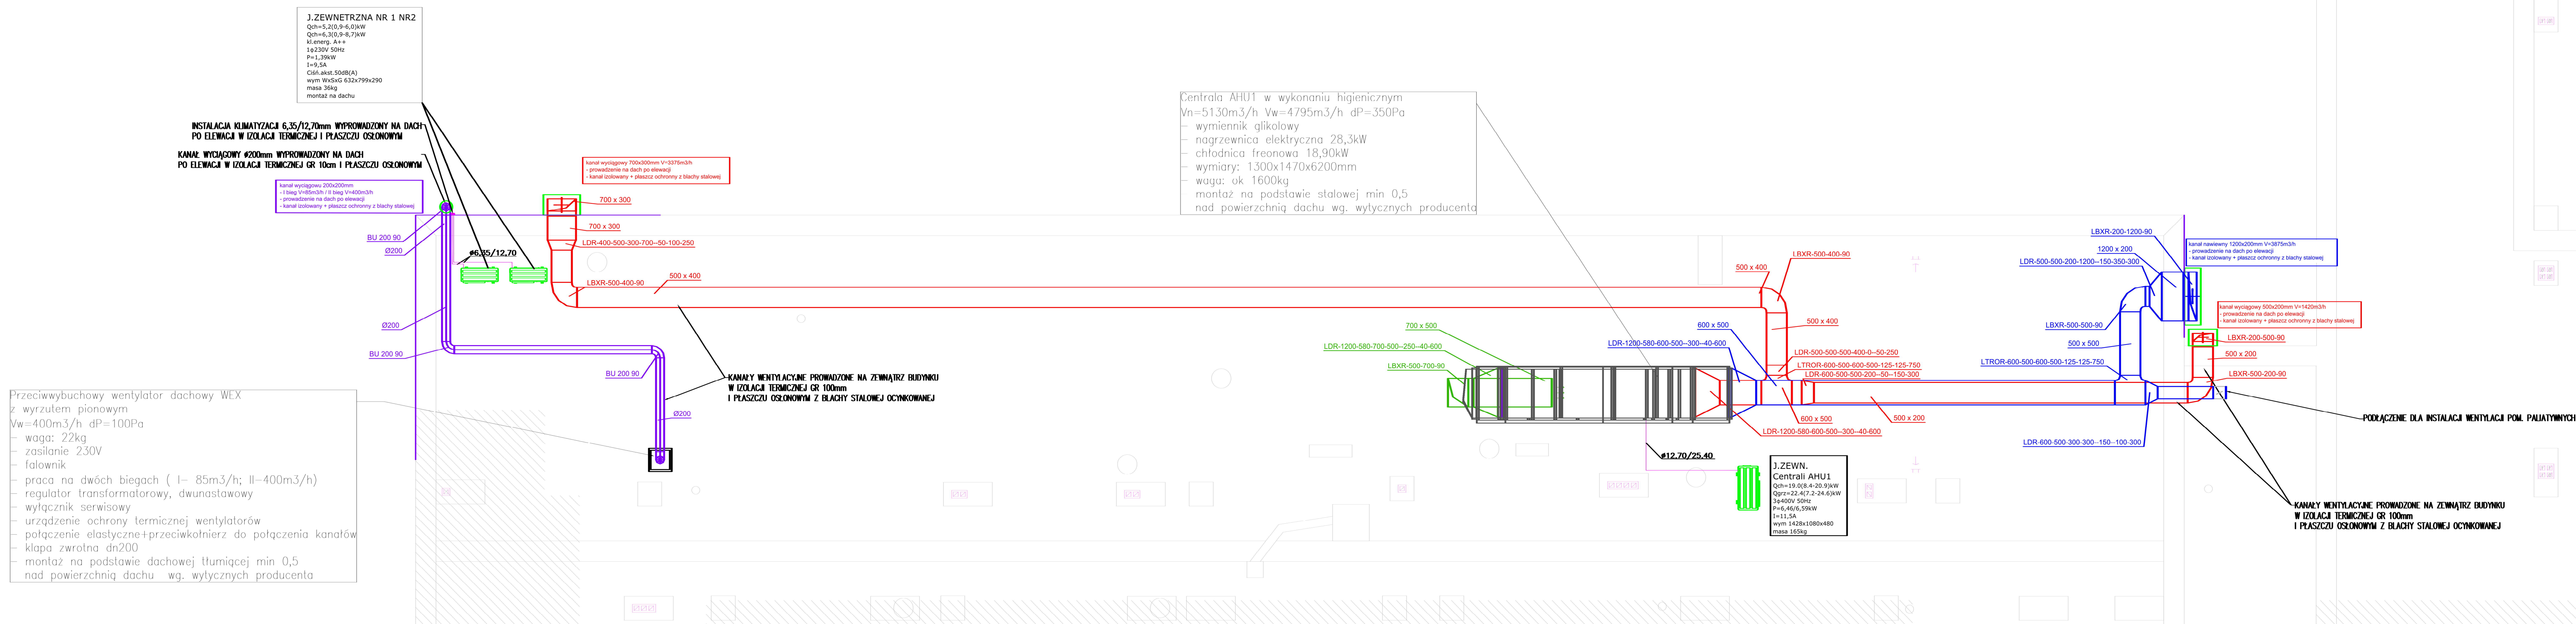 J.ZEWNETRZNA NR 1 NR2
Qch=5,2(0,9-6,0)kW
Qch=6,3(0,9-8,7)kW
kl.energ. A++
1φ230V 50Hz
P=1,39kW
I=9,5A
Ciśń.akst.50dB(A)
wym WxSxG 632x799x290
masa 36kg
montaż na dachu
INSTALACJA KLIMATYZACJI 6,35/12,70mm WYPROWADZONY NA DACH
PO ELEWACJI W IZOLACJI TERMICZNEJ I PŁASZCZU OSŁONOWYM
KANAŁ WYCIĄGOWY ø200mm WYPROWADZONY NA DACH
PO ELEWACJI W IZOLACJI TERMICZNEJ GR 10cm I PŁASZCZU OSŁONOWYM
kanał wyciągowu 200x200mm
- I bieg V=85m3/h / II bieg V=400m3/h
- prowadzenie na dach po elewacji
- kanał izolowany + płaszcz ochronny z blachy stalowej
kanał wyciągowy 700x300mm V=3375m3/h
- prowadzenie na dach po elewacji
- kanał izolowany + płaszcz ochronny z blachy stalowej
700 x 300
700 x 300
LDR-400-500-300-700--50-100-250
BU 200 90
Ø200
ø6,35/12,70
LBXR-500-400-90
500 x 400
Ø200
BU 200 90
BU 200 90
Ø200
KANAŁY WENTYLACYJNE PROWADZONE NA ZEWNĄTRZ BUDYNKU
W IZOLACJI TERMICZNEJ GR 100mm
I PŁASZCZU OSŁONOWYM Z BLACHY STALOWEJ OCYNKOWANEJ
Przeciwwybuchowy wentylator dachowy WEX
z wyrzutem pionowym
Vw=400m3/h dP=100Pa
- waga: 22kg
- zasilanie 230V
- falownik
- praca na dwóch biegach ( I- 85m3/h; II-400m3/h)
- regulator transformatorowy, dwunastawowy
- wyłącznik serwisowy
- urządzenie ochrony termicznej wentylatorów
- połączenie elastyczne+przeciwkołnierz do połączenia kanałów
- klapa zwrotna dn200
- montaż na podstawie dachowej tłumiącej min 0,5
nad powierzchnią dachu wg. wytycznych producenta
Centrala AHU1 w wykonaniu higienicznym
Vn=5130m3/h Vw=4795m3/h dP=350Pa
- wymiennik glikolowy
- nagrzewnica elektryczna 28,3kW
- chłodnica freonowa 18,90kW
- wymiary: 1300x1470x6200mm
- waga: ok 1600kg
montaż na podstawie stalowej min 0,5
nad powierzchnią dachu wg. wytycznych producenta
700 x 500
LDR-1200-580-700-500--250--40-600
LBXR-500-700-90
600 x 500
LDR-1200-580-600-500--300--40-600
500 x 400
LBXR-500-400-90
500 x 400
LDR-500-500-500-400-0--50-250
LTROR-600-500-600-500-125-125-750
LDR-600-500-500-200--50--150-300
600 x 500
500 x 200
LDR-1200-580-600-500--300--40-600
ø12.70/25.40
J.ZEWN.
Centrali AHU1
Qch=19.0(8.4-20.9)kW
Qgrz=22.4(7.2-24.6)kW
3φ400V 50Hz
P=6,46/6,59kW
I=11,5A
wym 1428x1080x480
masa 165kg
LBXR-200-1200-90
1200 x 200
LDR-500-500-200-1200--150-350-300
kanał nawiewny 1200x200mm V=3875m3/h
- prowadzenie na dach po elewacji
- kanał izolowany + płaszcz ochronny z blachy stalowej
kanał wyciągowy 500x200mm V=1420m3/h
- prowadzenie na dach po elewacji
- kanał izolowany + płaszcz ochronny z blachy stalowej
LBXR-500-500-90
500 x 500
LTROR-600-500-600-500-125-125-750
LBXR-200-500-90
500 x 200
LBXR-500-200-90
LDR-600-500-300-300--150--100-300
PODŁĄCZENIE DLA INSTALACJI WENTYLACJI POM. PALIATYWNYCH
KANAŁY WENTYLACYJNE PROWADZONE NA ZEWNĄTRZ BUDYNKU
W IZOLACJI TERMICZNEJ GR 100mm
I PŁASZCZU OSŁONOWYM Z BLACHY STALOWEJ OCYNKOWANEJ